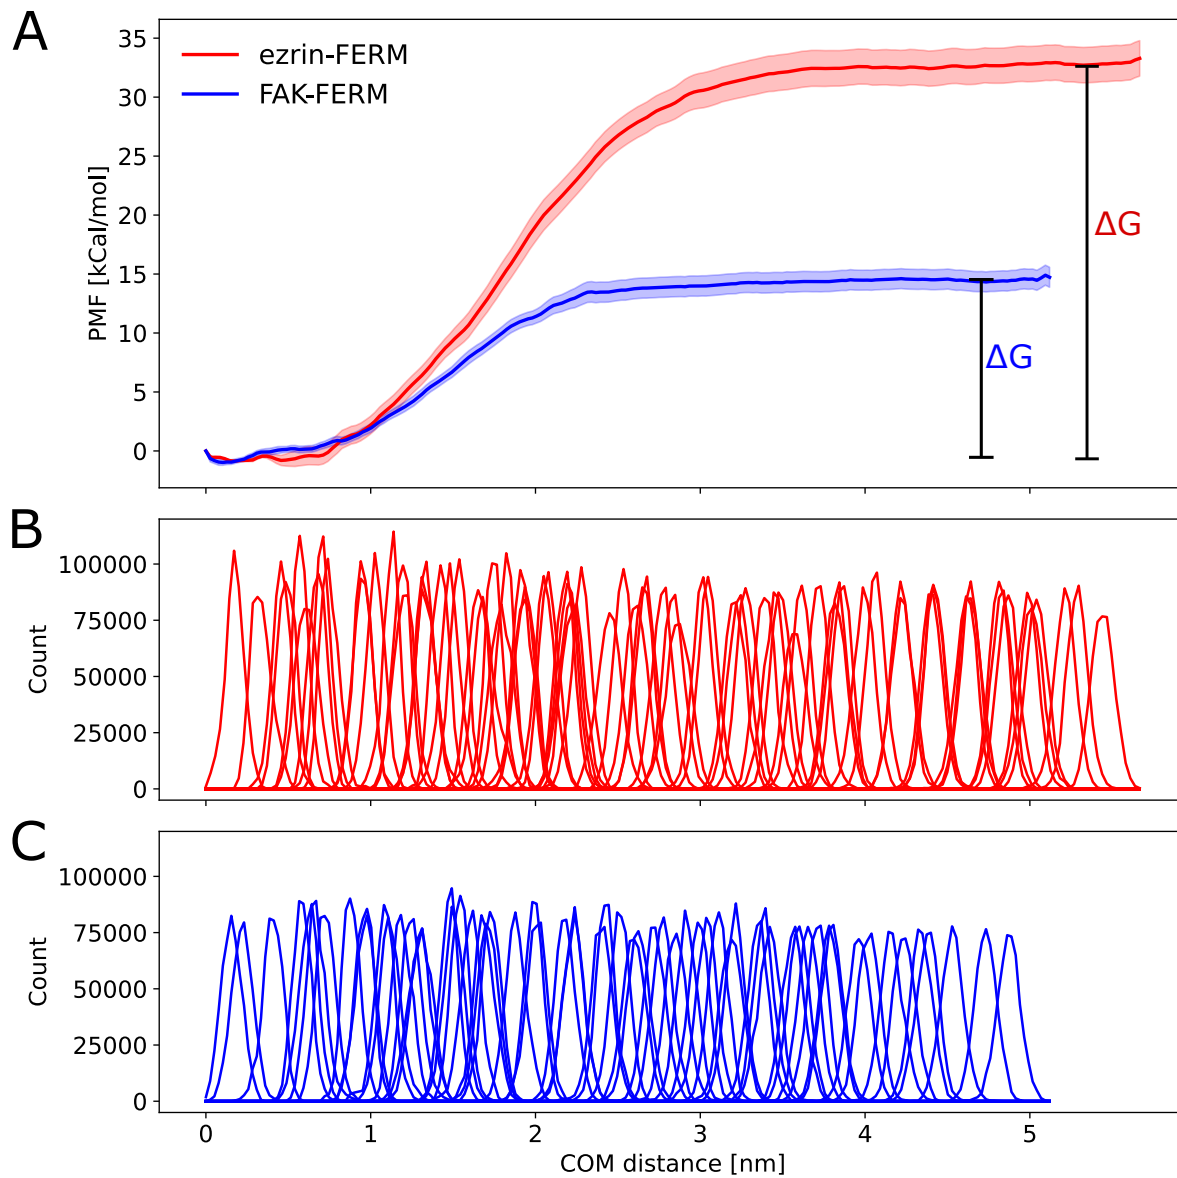 A
35
30
25
20
15
10
5
0
PMF [kCal/mol]
ezrin-FERM
FAK-FERM
ΔG
ΔG
B
100000
75000
50000
25000
0
Count
C
100000
75000
50000
25000
0
Count
0 1 2 3 4 5
COM distance [nm]